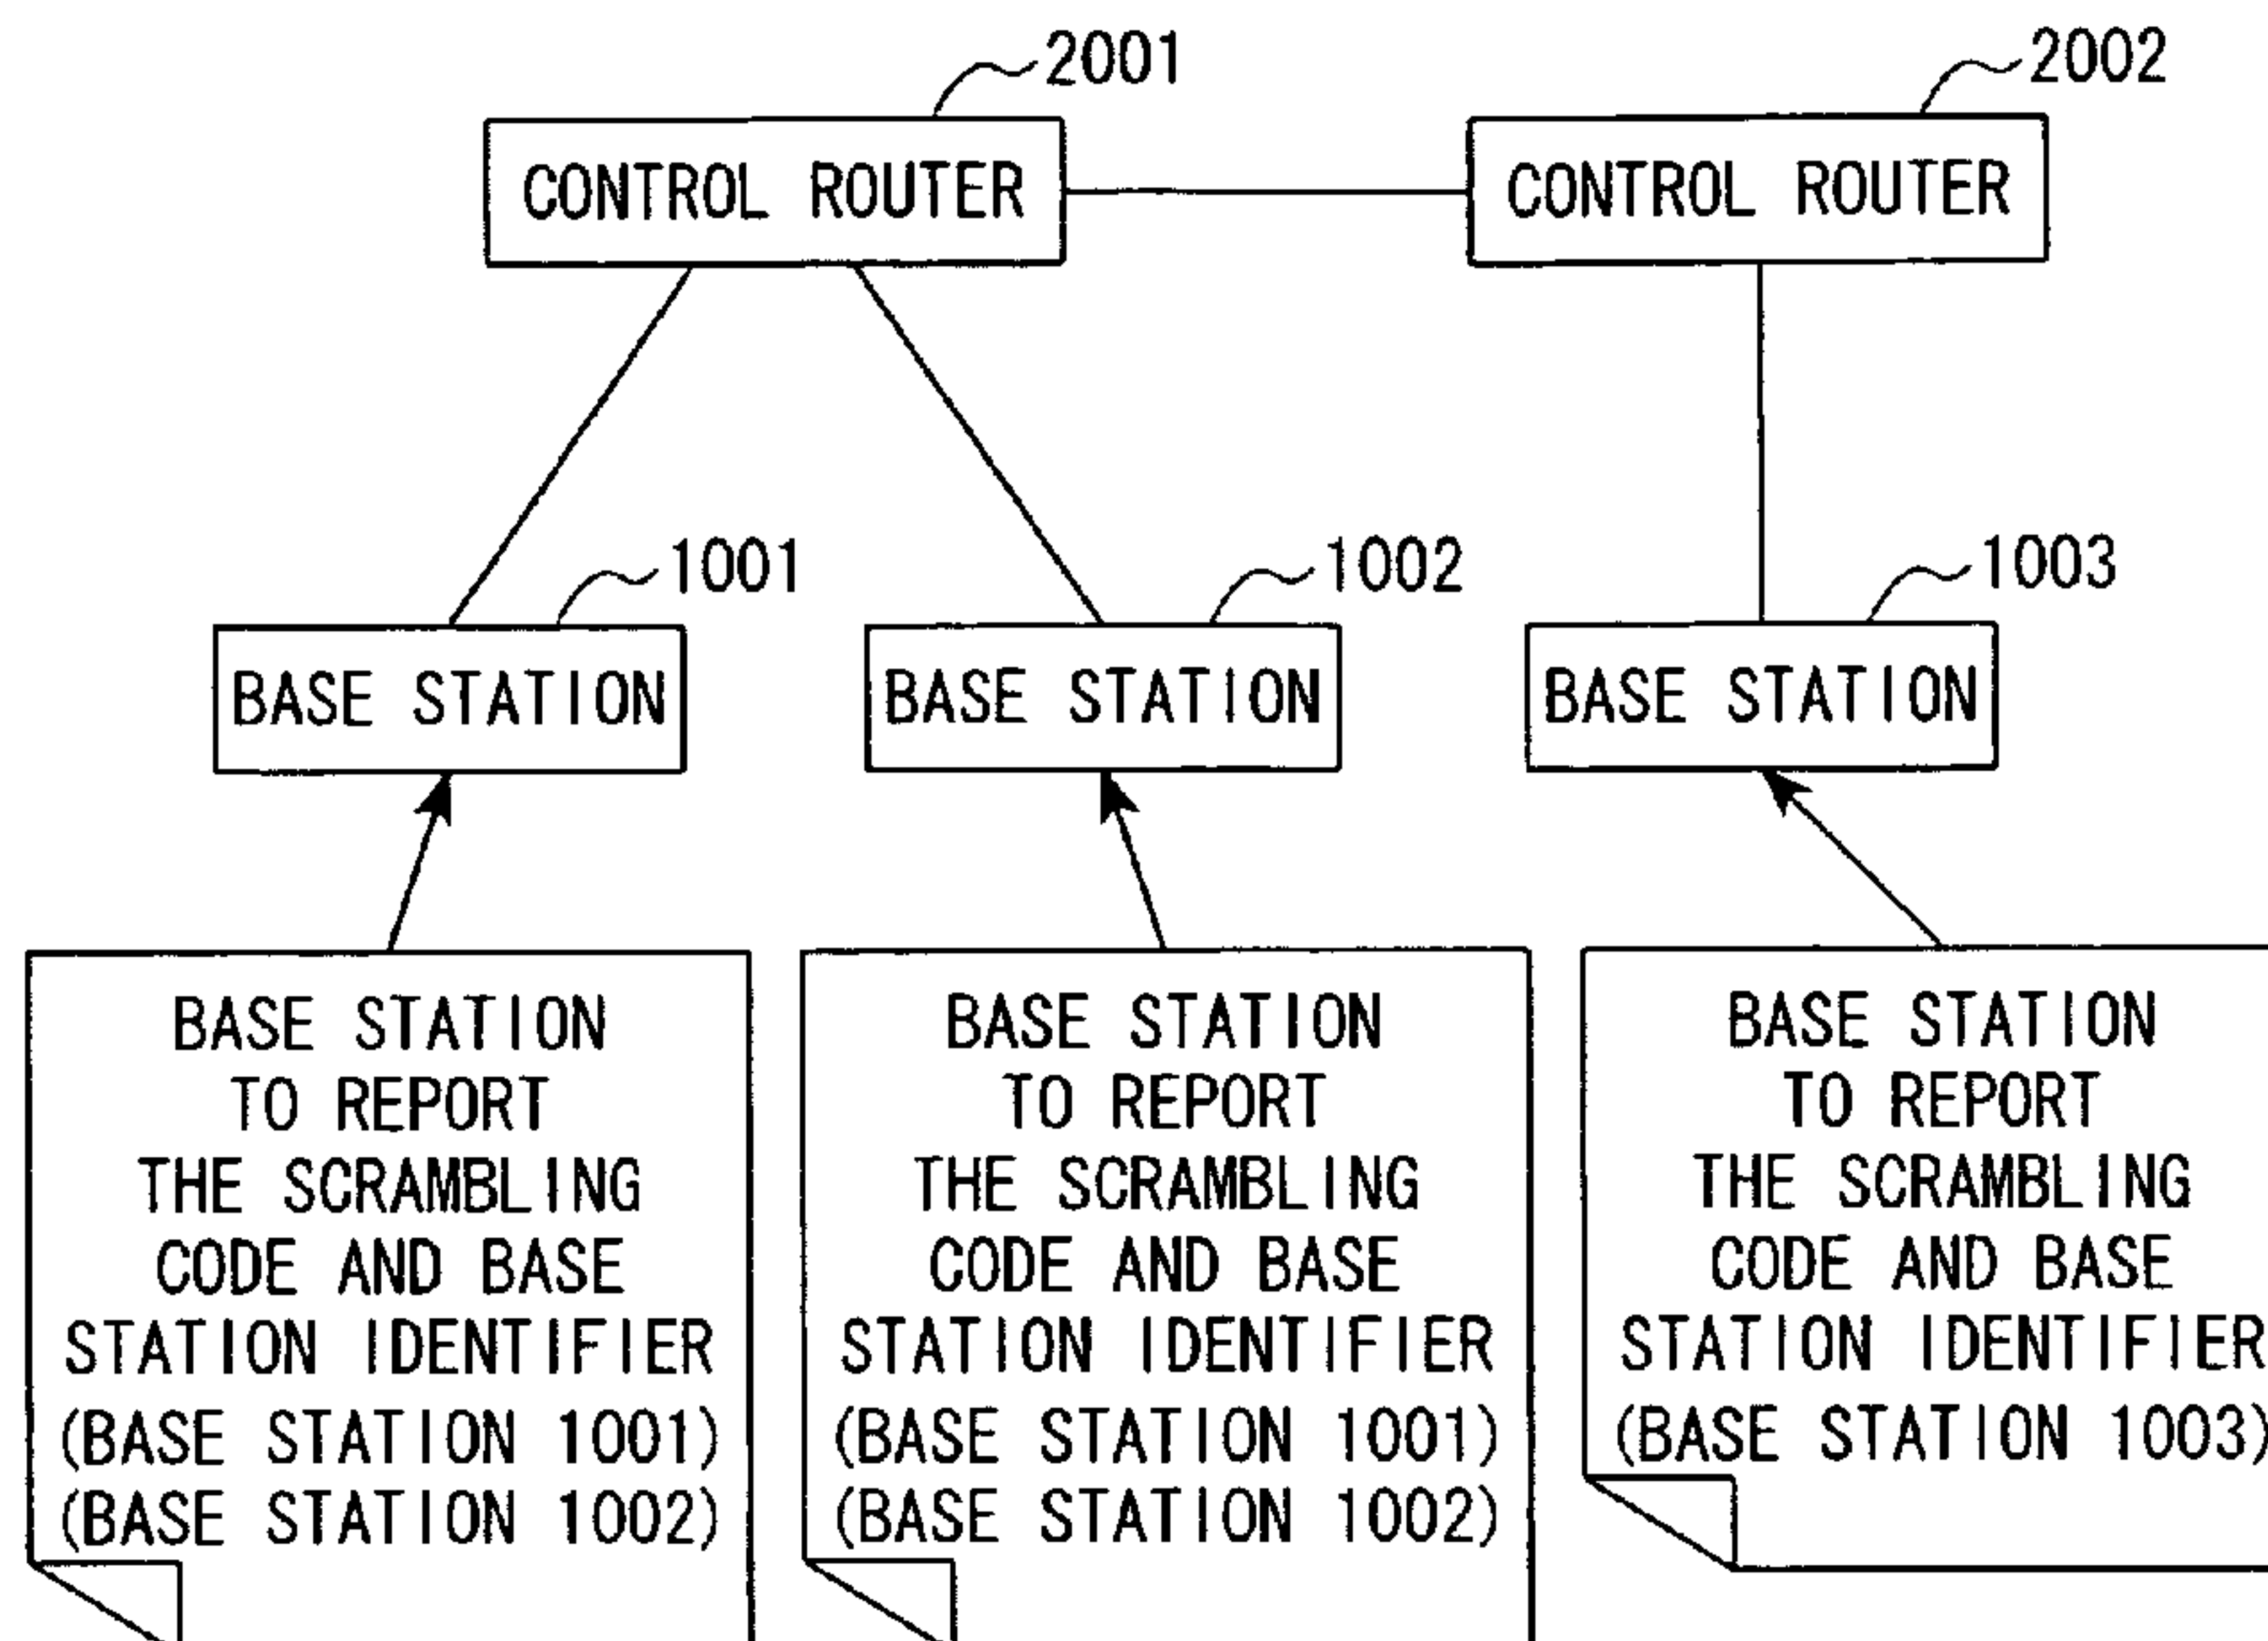 2001
2002
CONTROL ROUTER
CONTROL ROUTER
1001
1002
1003
BASE STATION
BASE STATION
BASE STATION
BASE STATION
TO REPORT
THE SCRAMBLING
CODE AND BASE
STATION IDENTIFIER
(BASE STATION 1001)
(BASE STATION 1002)
BASE STATION
TO REPORT
THE SCRAMBLING
CODE AND BASE
STATION IDENTIFIER
(BASE STATION 1001)
(BASE STATION 1002)
BASE STATION
TO REPORT
THE SCRAMBLING
CODE AND BASE
STATION IDENTIFIER
(BASE STATION 1003)